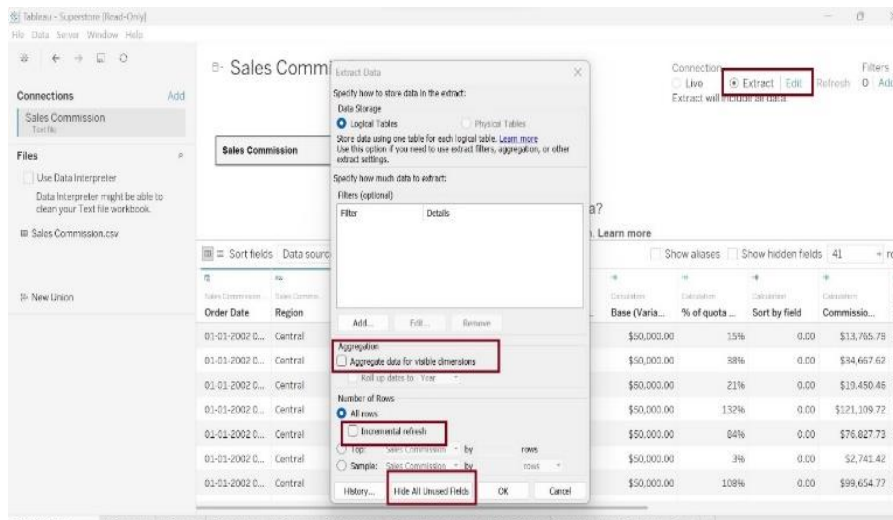 Tableau - Superstore [Read-Only]
File Data Server Window Help
Connections Add
Sales Commission
Text file
Files
Use Data Interpreter
Data Interpreter might be able to
clean your Text file workbook.
Sales Commission.csv
New Union
Sales Commi
Connection
Live Extract Edit Refresh
Extract will include all data.
Filters
0 Add
Sales Commission
a?
Learn more
Sort fields Data sourc
Show aliases Show hidden fields 41
Sales Commission
Order Date Region Base (Varia... % of quota ... Sort by field Commissio...
Calculation Calculation Calculation Calculation
01-01-2002 0... Central $50,000.00 15% 0.00 $13,765.78
01-01-2002 0... Central $50,000.00 38% 0.00 $34,667.62
01-01-2002 0... Central $50,000.00 21% 0.00 $19,450.46
01-01-2002 0... Central $50,000.00 132% 0.00 $121,109.72
01-01-2002 0... Central $50,000.00 84% 0.00 $76,827.73
01-01-2002 0... Central $50,000.00 3% 0.00 $2,741.42
01-01-2002 0... Central $50,000.00 108% 0.00 $99,654.77
Extract Data
Specify how to store data in the extract:
Data Storage
Logical Tables Physical Tables
Store data using one table for each logical table. Learn more
Use this option if you need to use extract filters, aggregation, or other
extract settings.
Specify how much data to extract:
Filters (optional)
Filter Details
Add... Edit... Remove
Aggregation
Aggregate data for visible dimensions
Roll up dates to Year
Number of Rows
All rows
Incremental refresh
Top: Sales Commission by rows
Sample: Sales Commission by rows
History... Hide All Unused Fields OK Cancel